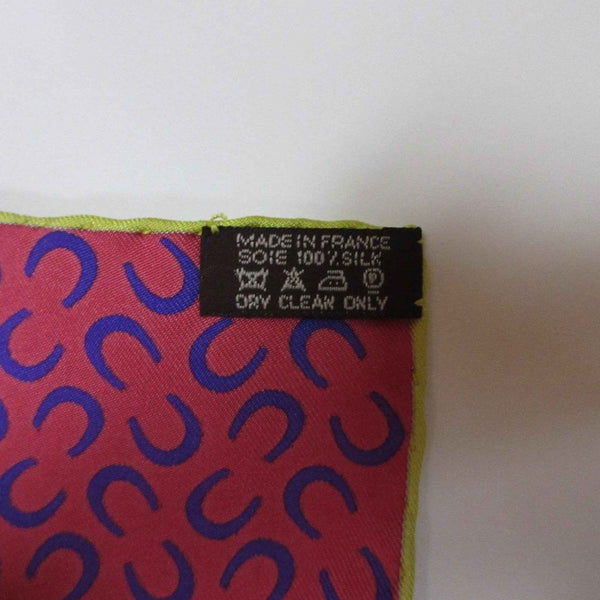 MADE IN FRANCE
SOIE 100% SILK
P
DRY CLEAN ONLY